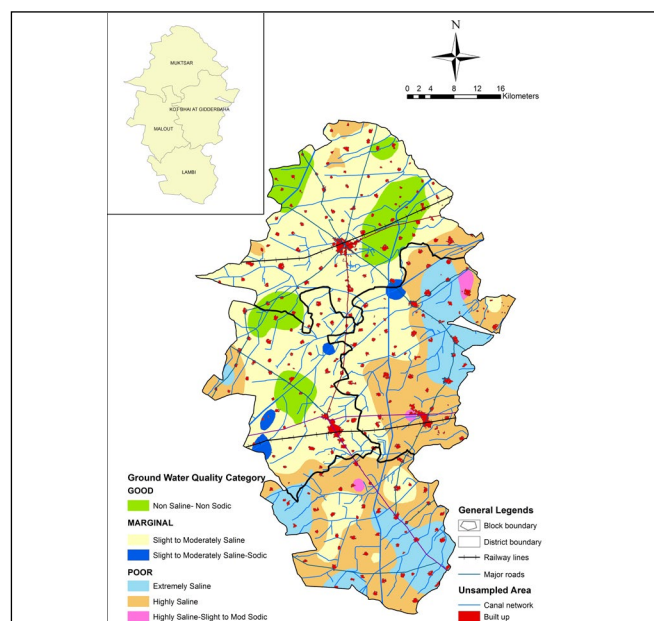 N
MUKTSAR
KOT BHAI AT GIDDERBAHA
MALOUT
LAMBI
0 2 4 8 12 16
Kilometers
Ground Water Quality Category
GOOD
Non Saline- Non Sodic
MARGINAL
Slight to Moderately Saline
Slight to Moderately Saline-Sodic
POOR
Extremely Saline
Highly Saline
Highly Saline-Slight to Mod Sodic
General Legends
Block boundary
District boundary
Railway lines
Major roads
Unsampled Area
Canal network
Built up